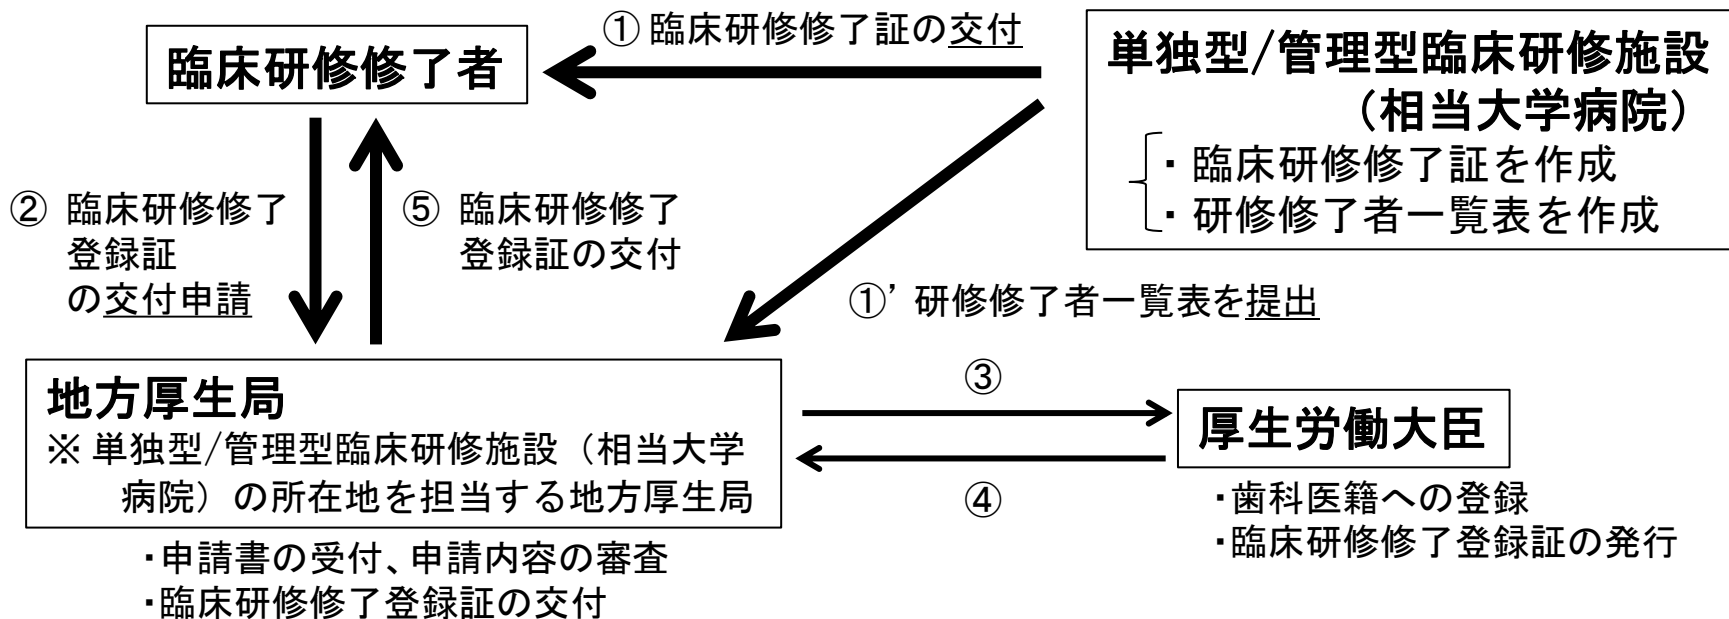 ① 臨床研修修了証の交付
臨床研修修了者
単独型/管理型臨床研修施設
（相当大学病院）
・臨床研修修了証を作成
・研修修了者一覧表を作成
② 臨床研修修了
登録証
の交付申請
⑤ 臨床研修修了
登録証の交付
①’ 研修修了者一覧表を提出
地方厚生局
※ 単独型/管理型臨床研修施設（相当大学
病院）の所在地を担当する地方厚生局
・申請書の受付、申請内容の審査
・臨床研修修了登録証の交付
③
④
厚生労働大臣
・歯科医籍への登録
・臨床研修修了登録証の発行